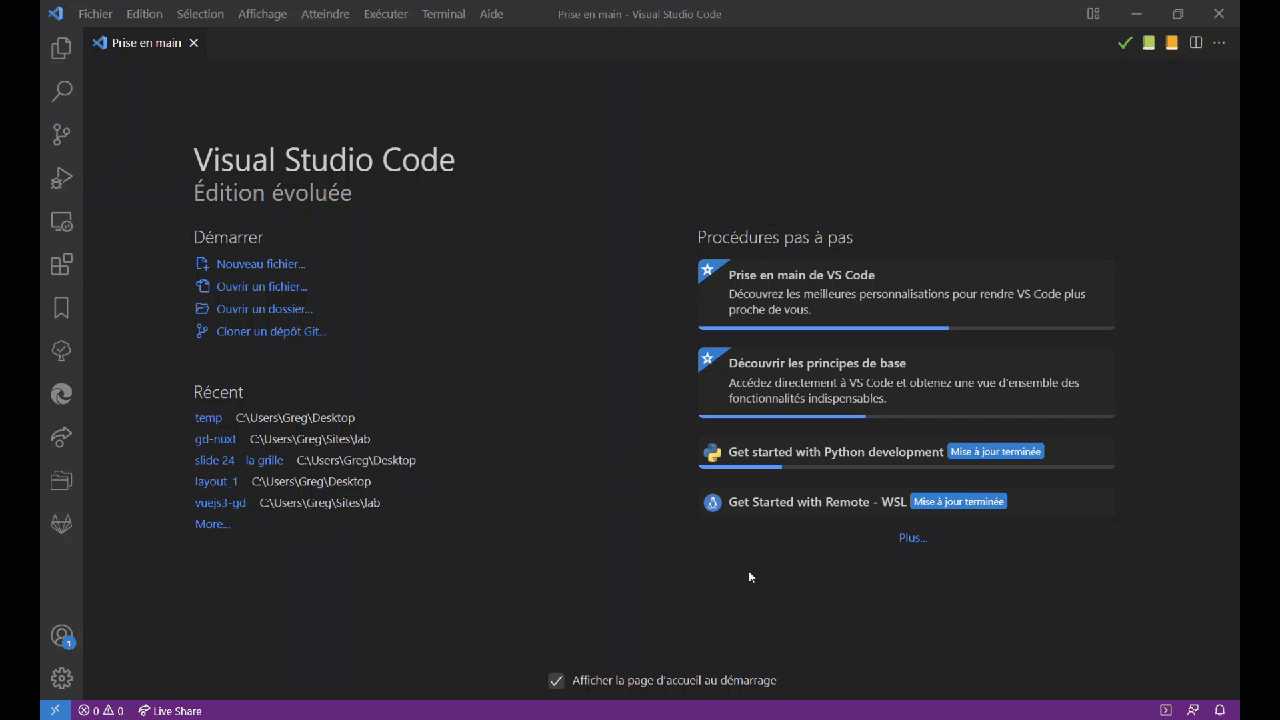 Fichier Edition Sélection Affichage Atteindre Exécuter Terminal Aide Prise en main - Visual Studio Code
Prise en main
Visual Studio Code
Édition évoluée
Démarrer
Nouveau fichier...
Ouvrir un fichier...
Ouvrir un dossier...
Cloner un dépôt Git...
Récent
temp C:\Users\Greg\Desktop
gd-nuxt C:\Users\Greg\Sites\lab
slide 24 la grille C:\Users\Greg\Desktop
layout 1 C:\Users\Greg\Desktop
vuejs3-gd C:\Users\Greg\Sites\lab
More...
Procédures pas à pas
Prise en main de VS Code
Découvrez les meilleures personnalisations pour rendre VS Code plus
proche de vous.
Découvrir les principes de base
Accédez directement à VS Code et obtenez une vue d'ensemble des
fonctionnalités indispensables.
Get started with Python development Mise à jour terminée
Get Started with Remote - WSL Mise à jour terminée
Plus...
Afficher la page d'accueil au démarrage
1
0 0 Live Share